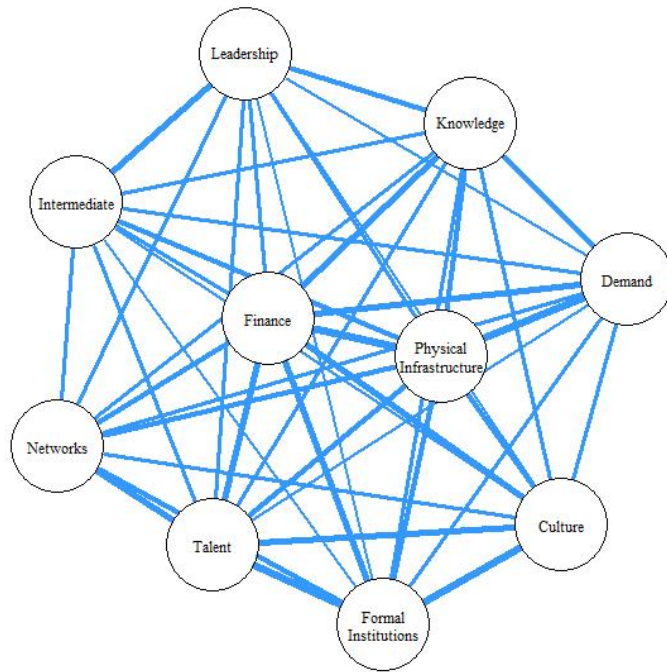 Leadership
Knowledge
Intermediate
Demand
Finance
Physical
Infrastructure
Networks
Culture
Talent
Formal
Institutions